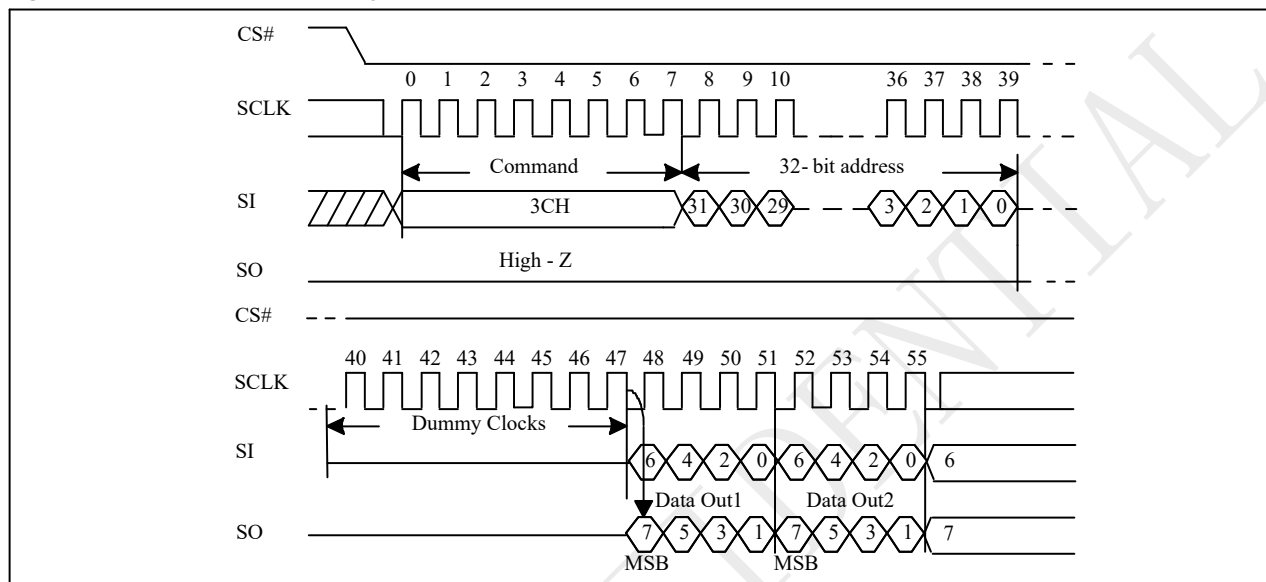 CS#
0 1 2 3 4 5 6 7 8 9 10 36 37 38 39
SCLK
Command 32- bit address
SI 3CH 31 30 29 3 2 1 0
High - Z
SO
CS#
40 41 42 43 44 45 46 47 48 49 50 51 52 53 54 55
SCLK
Dummy Clocks
SI 6 4 2 0 6 4 2 0 6
Data Out1 Data Out2
SO 7 5 3 1 7 5 3 1 7
MSB MSB
IDENTIAL